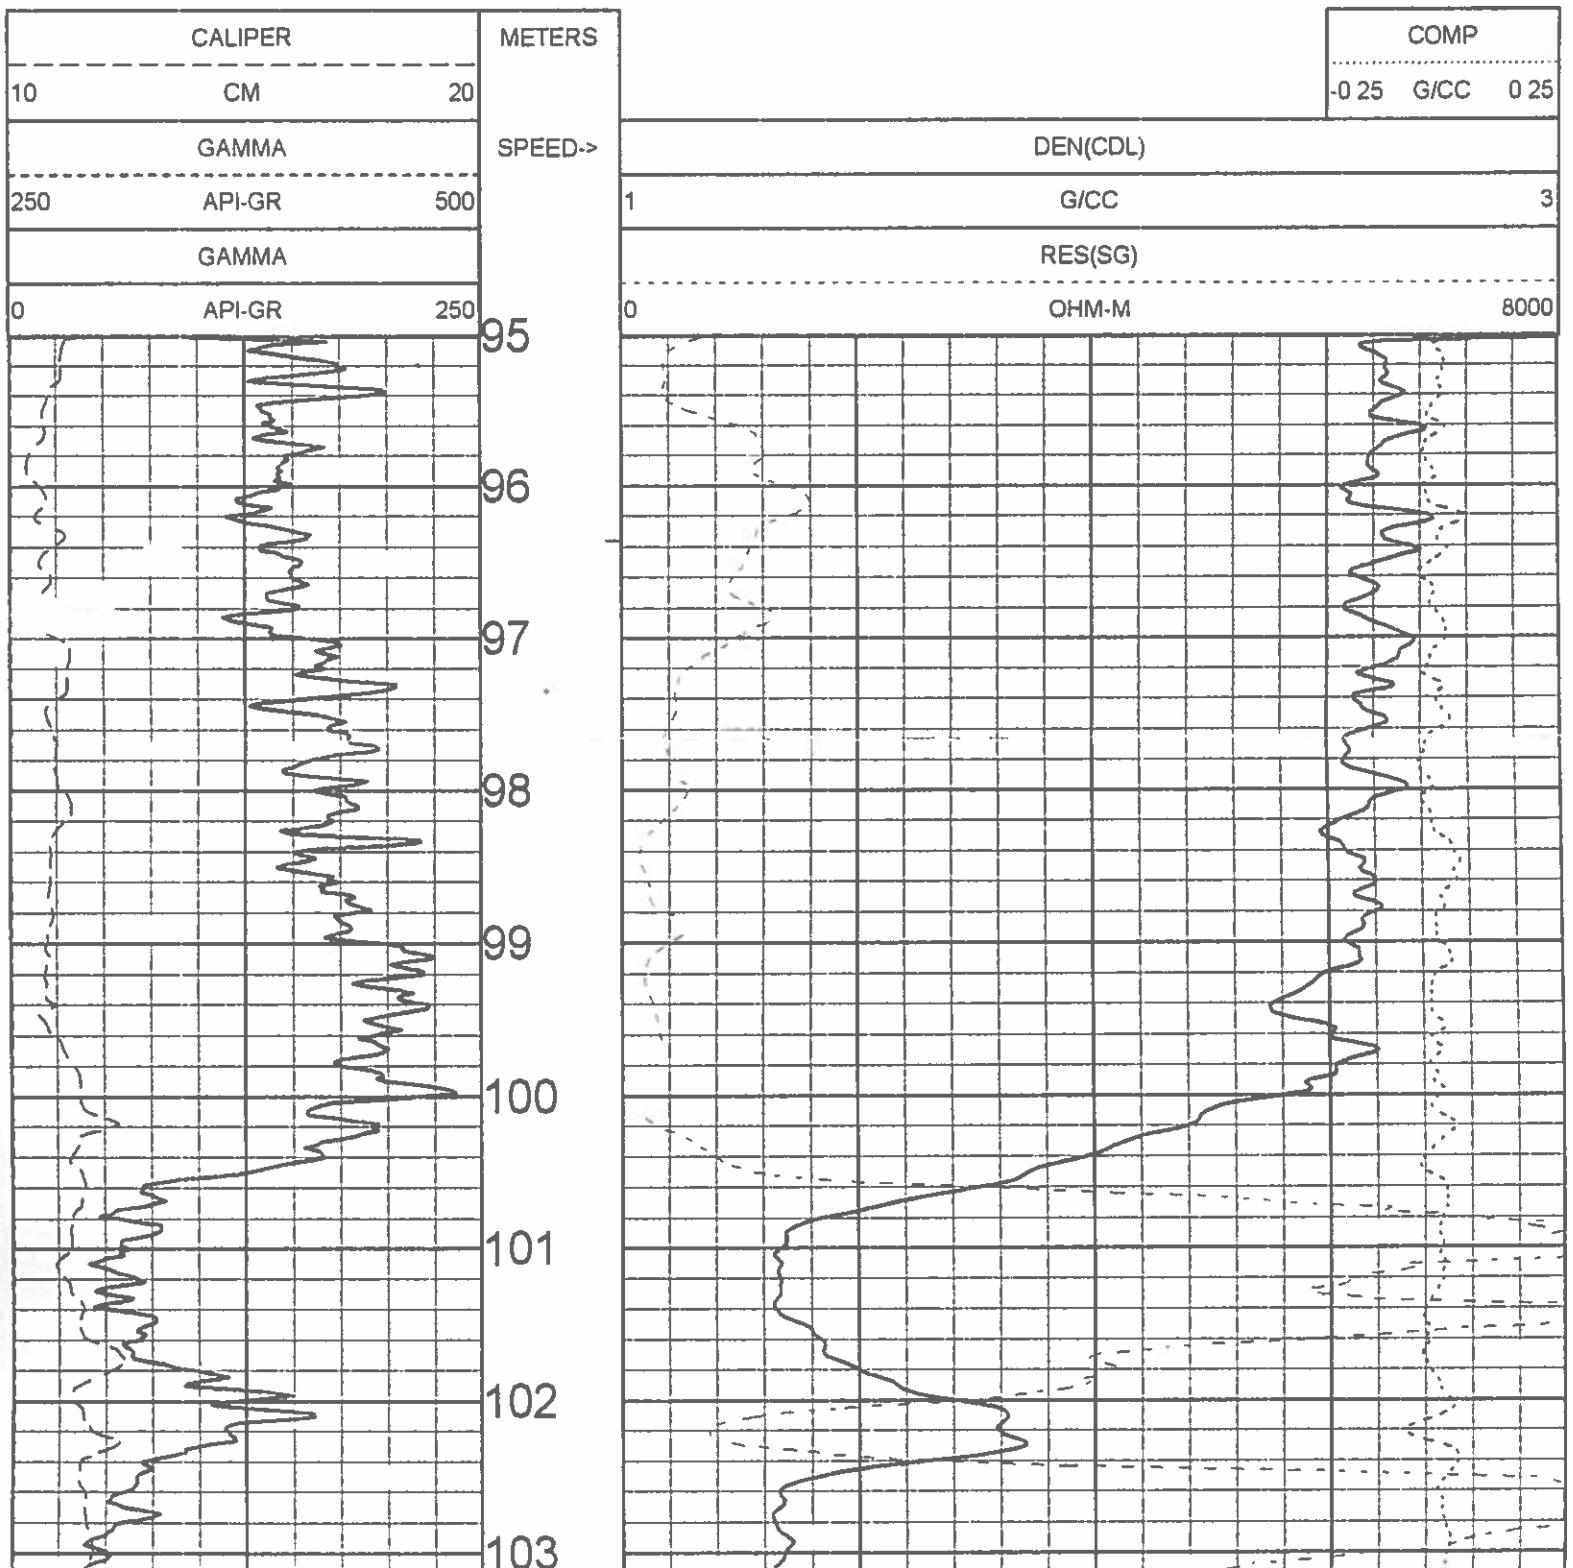 CALIPER METERS COMP
10 CM 20 -0 25 G/CC 0 25
GAMMA SPEED-> DEN(CDL)
250 API-GR 500 1 G/CC 3
GAMMA RES(SG)
0 API-GR 250 0 OHM-M 8000
95
96
97
98
99
100
101
102
103